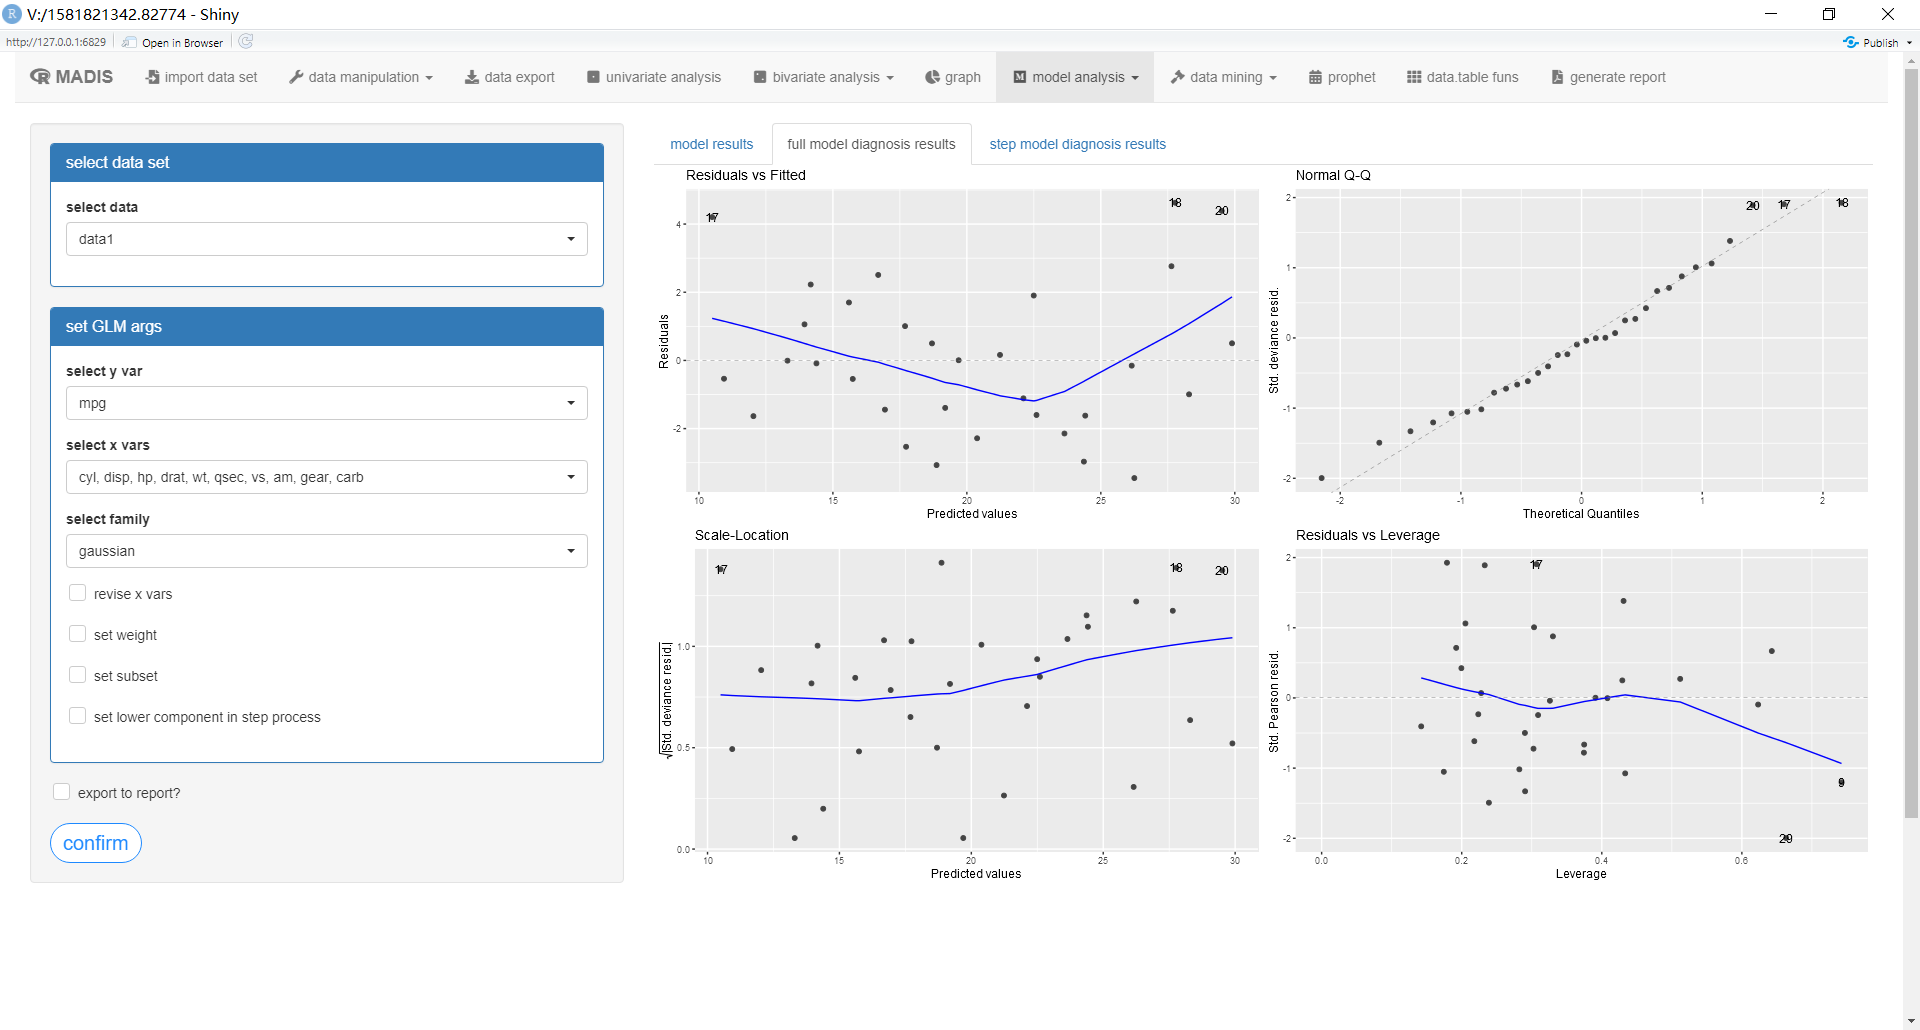 R V:/1581821342.82774 - Shiny
http://127.0.0.1:6829 Open in Browser Publish
R MADIS import data set data manipulation data export univariate analysis bivariate analysis graph M model analysis data mining prophet data.table funs generate report
select data set
select data
data1
set GLM args
select y var
mpg
select x vars
cyl, disp, hp, drat, wt, qsec, vs, am, gear, carb
select family
gaussian
revise x vars
set weight
set subset
set lower component in step process
export to report?
confirm
model results full model diagnosis results step model diagnosis results
Residuals vs Fitted
17 18 20
4
2
0
-2
Residuals
10 15 20 25 30
Predicted values
Normal Q-Q
20 17 18
2
1
0
-1
-2
Std. deviance resid.
-2 -1 0 1 2
Theoretical Quantiles
Scale-Location
17 18 20
1.0
0.5
0.0
√|Std. deviance resid.|
10 15 20 25 30
Predicted values
Residuals vs Leverage
17
9
29
2
1
0
-1
-2
Std. Pearson resid.
0.0 0.2 0.4 0.6
Leverage